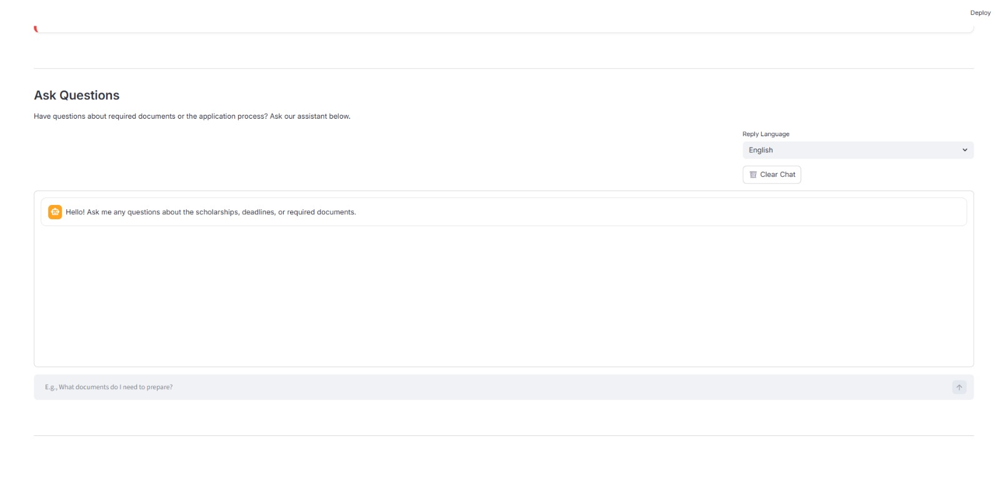 Deploy
Ask Questions
Have questions about required documents or the application process? Ask our assistant below.
Reply Language
English
Clear Chat
Hello! Ask me any questions about the scholarships, deadlines, or required documents.
E.g., What documents do I need to prepare?